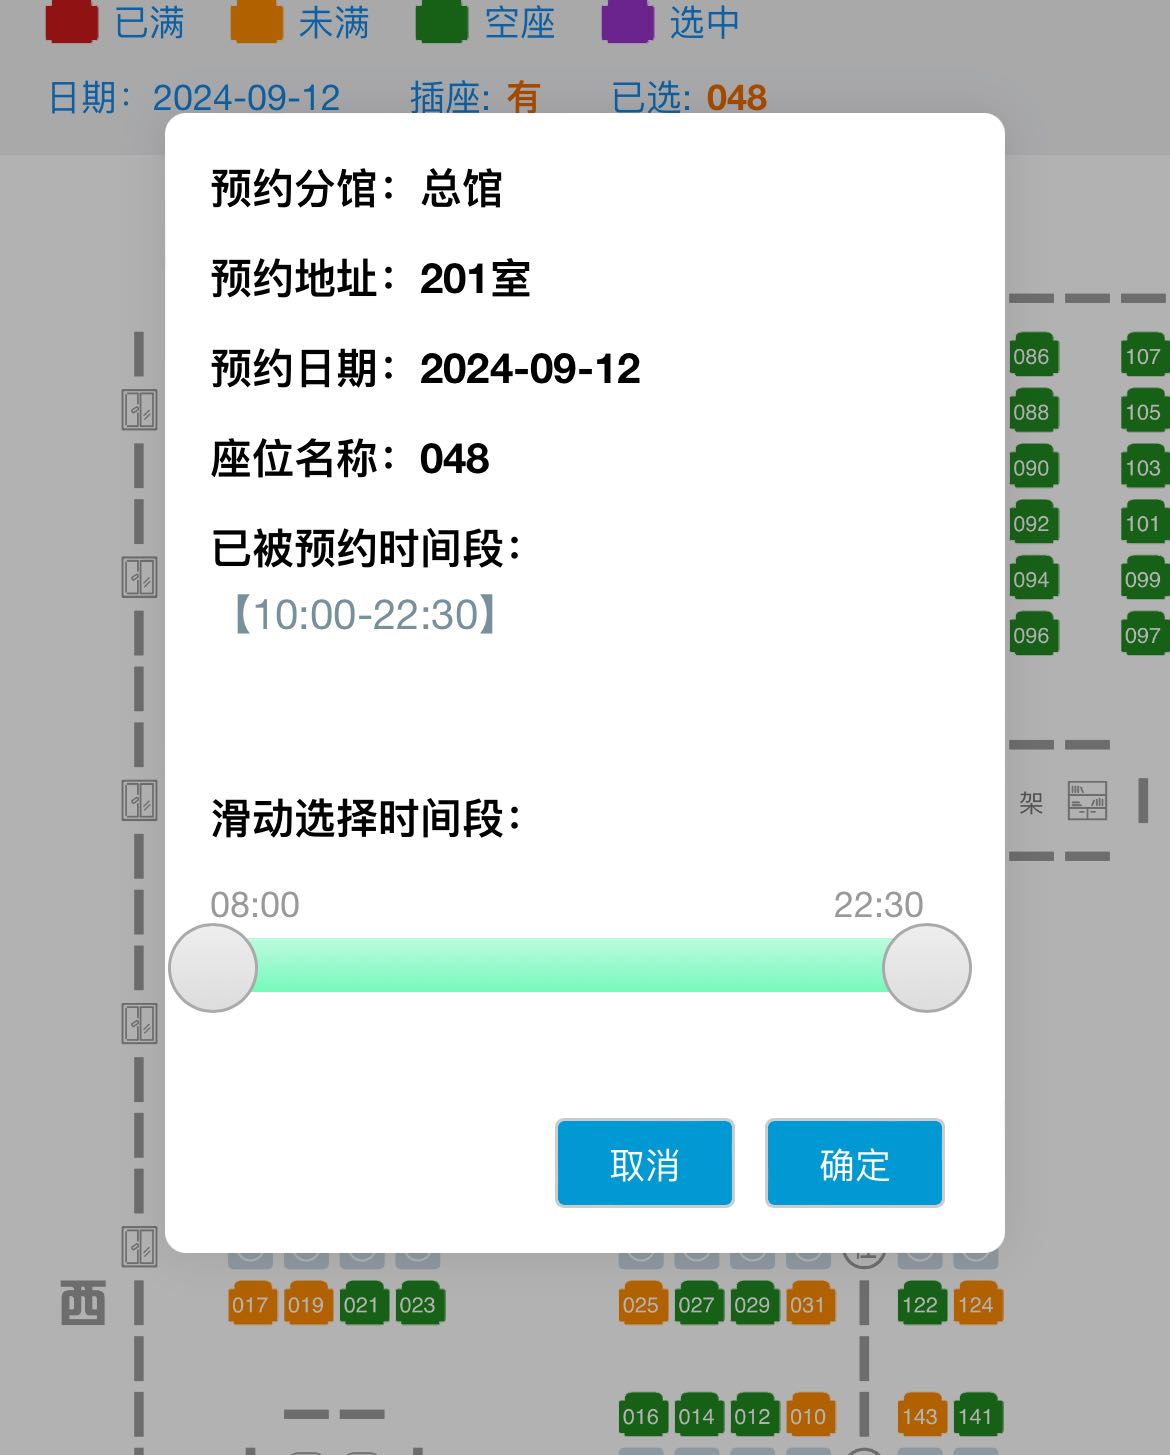 已满 未满 空座 选中
日期：2024-09-12 插座: 有 已选: 048
预约分馆：总馆
预约地址：201室
预约日期：2024-09-12
座位名称：048
已被预约时间段：
【10:00-22:30】
滑动选择时间段：
08:00 22:30
取消 确定
086 107
088 105
090 103
092 101
094 099
096 097
架
西
017 019 021 023 025 027 029 031 122 124
016 014 012 010 143 141